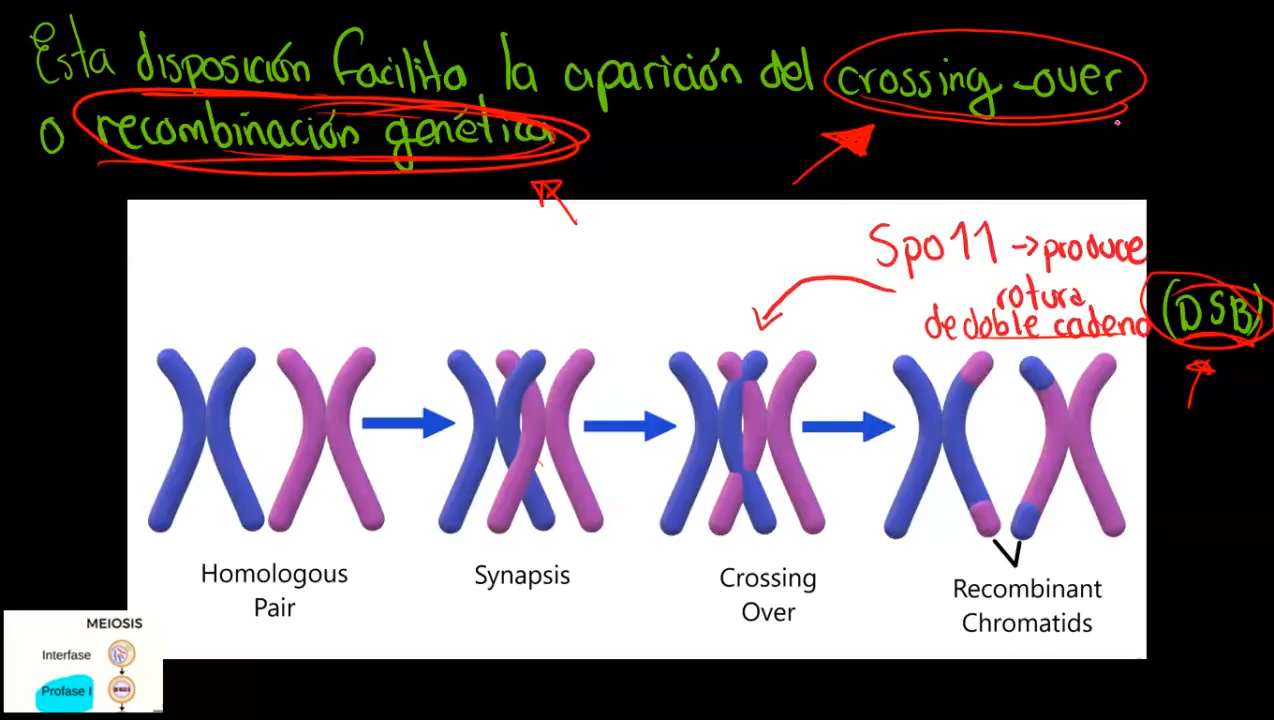 Esta disposición facilita la aparición del crossing-over
o recombinación genética
Spo11 → produce
rotura
de doble cadena (DSB)
Homologous
Pair
Synapsis
Crossing
Over
Recombinant
Chromatids
MEIOSIS
Interfase
Profase I